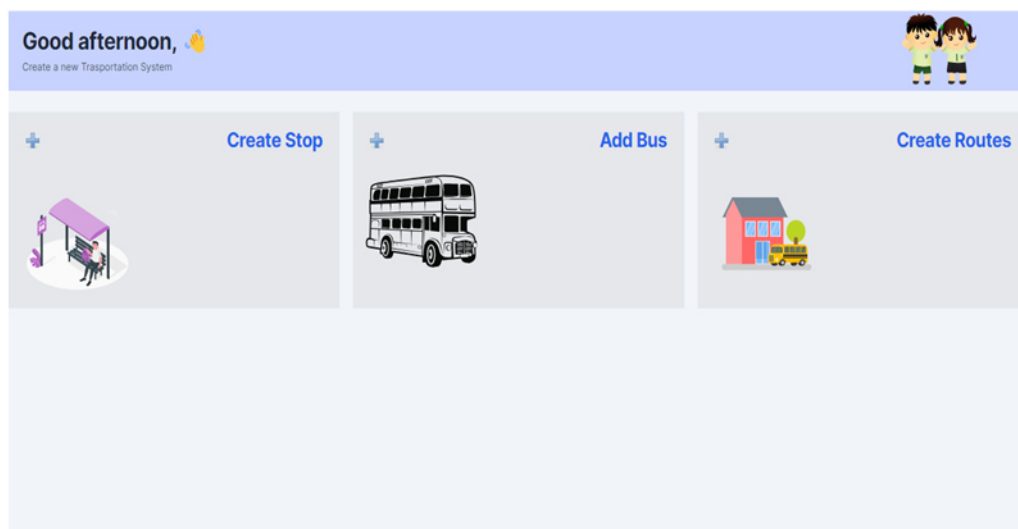 Good afternoon, 👋
Create a new Trasportation System
Create Stop
Add Bus
Create Routes